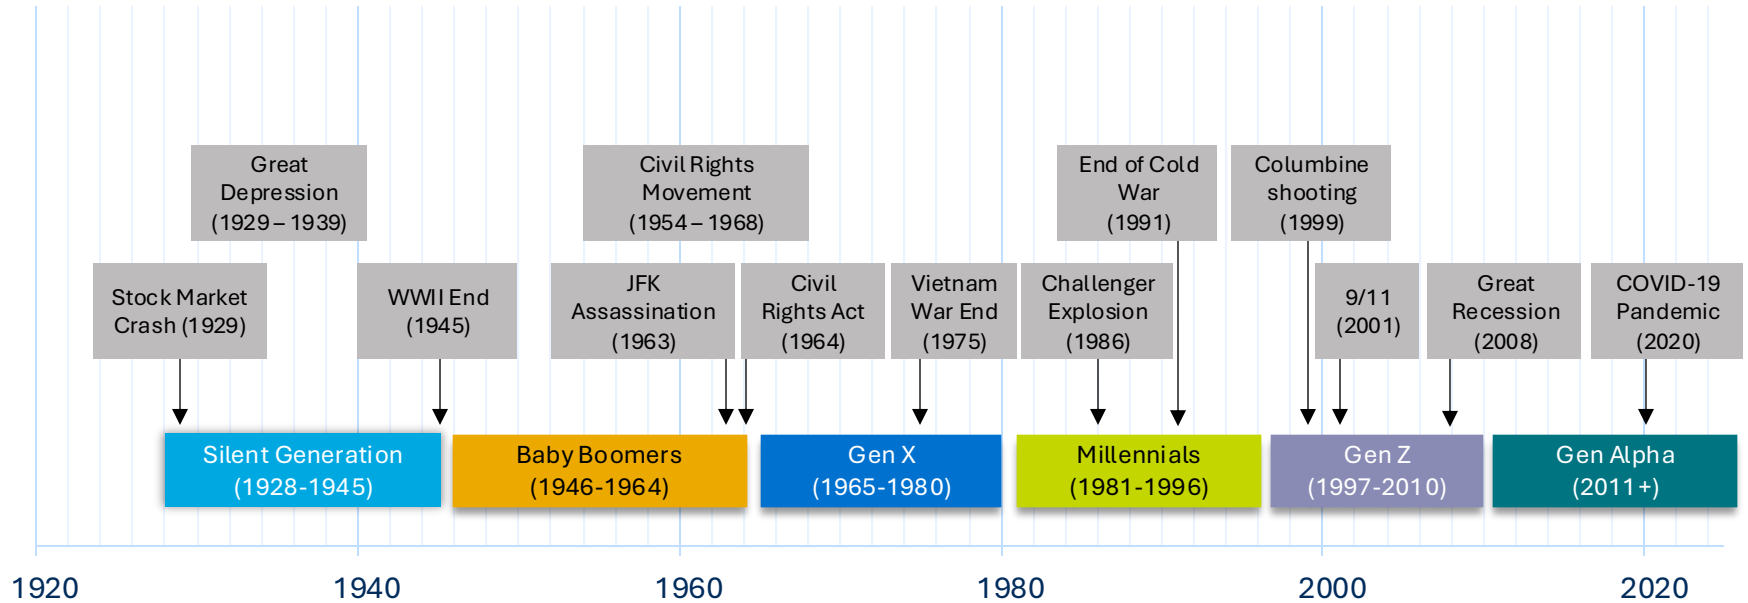 Great
Depression
(1929 – 1939)
Civil Rights
Movement
(1954 – 1968)
End of Cold
War
(1991)
Columbine
shooting
(1999)
Stock Market
Crash (1929)
WWII End
(1945)
JFK
Assassination
(1963)
Civil
Rights Act
(1964)
Vietnam
War End
(1975)
Challenger
Explosion
(1986)
9/11
(2001)
Great
Recession
(2008)
COVID-19
Pandemic
(2020)
Silent Generation
(1928-1945)
Baby Boomers
(1946-1964)
Gen X
(1965-1980)
Millennials
(1981-1996)
Gen Z
(1997-2010)
Gen Alpha
(2011+)
1920
1940
1960
1980
2000
2020